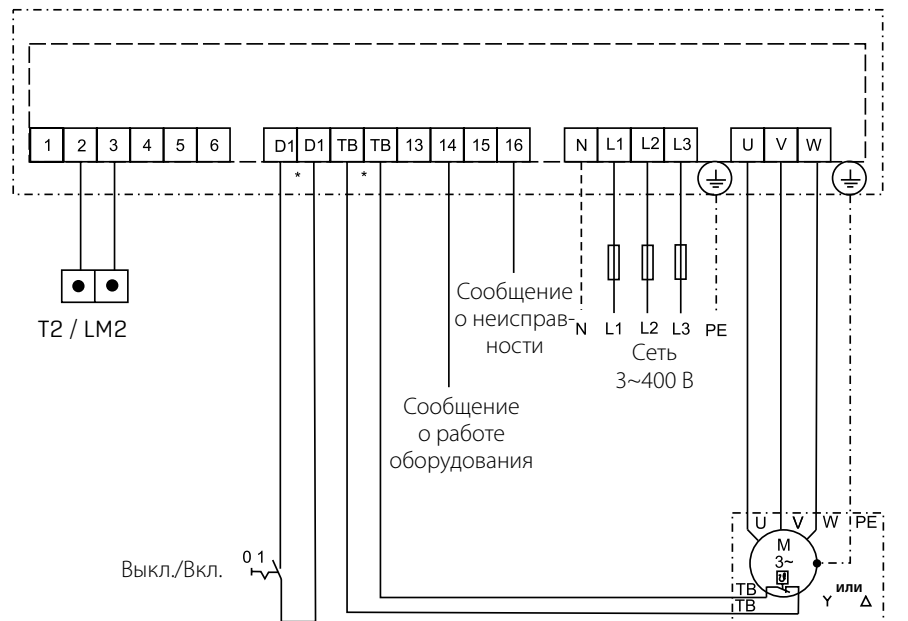 1 2 3 4 5 6 D1 D1 TB TB 13 14 15 16 N L1 L2 L3 U V W
* *
T2 / LM2
Сообщение
о неисправ-
ности
N L1 L2 L3 PE
Сеть
3~400 В
Сообщение
о работе
оборудования
U V W PE
M
3~
Выкл./Вкл.
0 1
TB
TB
Y или Δ